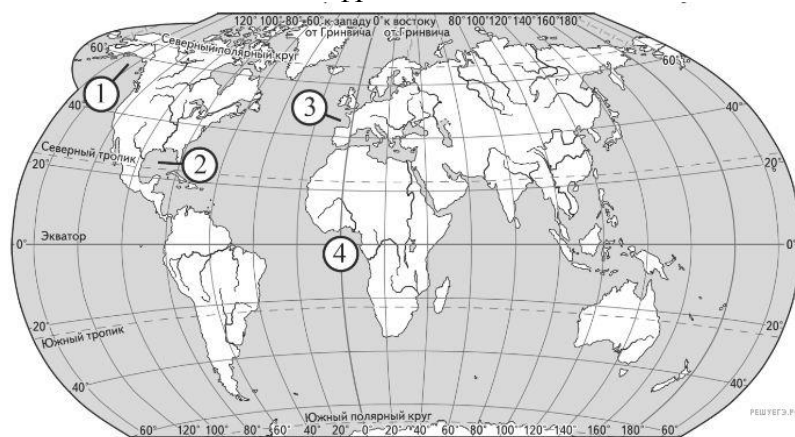 120° 100° -80° -60° к западу 0° к востоку 80° 100° 120° 140° 160° 180°
от Гринвича от Гринвича
Северный полярный круг
60° 60°
1
40° 3 40°
Северный тропик 2
20° 20°
Экватор
0° 4 0°
20° 20°
Южный тропик
40° 40°
РЕШУЕГЭ.РФ
Южный полярный круг
60° 120° 100° 80° 60° 40° 20° 0 20 40 60 80 100 120 140 160 60°